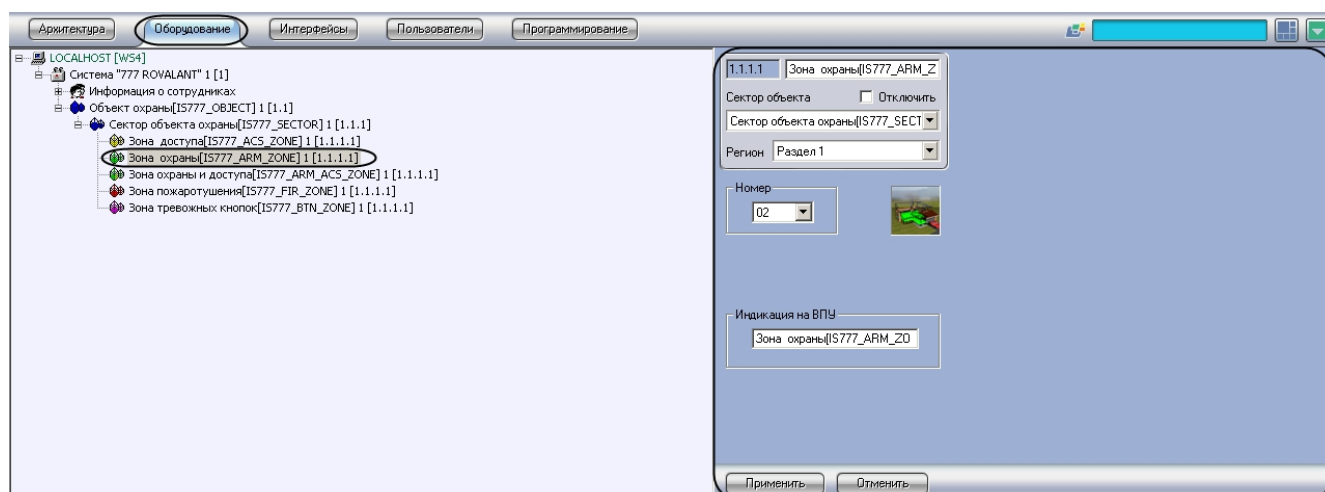 Архитектура Оборудование Интерфейсы Пользователи Программирование
LOCALHOST [WS4]
Система "777 ROVALANT" 1 [1]
Информация о сотрудниках
Объект охраны[IS777_OBJECT] 1 [1.1]
Сектор объекта охраны[IS777_SECTOR] 1 [1.1.1]
Зона доступа[IS777_ACS_ZONE] 1 [1.1.1.1]
Зона охраны[IS777_ARM_ZONE] 1 [1.1.1.1]
Зона охраны и доступа[IS777_ARM_ACS_ZONE] 1 [1.1.1.1]
Зона пожаротушения[IS777_FIR_ZONE] 1 [1.1.1.1]
Зона тревожных кнопок[IS777_BTN_ZONE] 1 [1.1.1.1]
1.1.1.1 Зона охраны[IS777_ARM_Z
Сектор объекта Отключить
Сектор объекта охраны[IS777_SECT
Регион Раздел 1
Номер
02
Индикация на ВПУ
Зона охраны[IS777_ARM_ZO
Применить Отменить